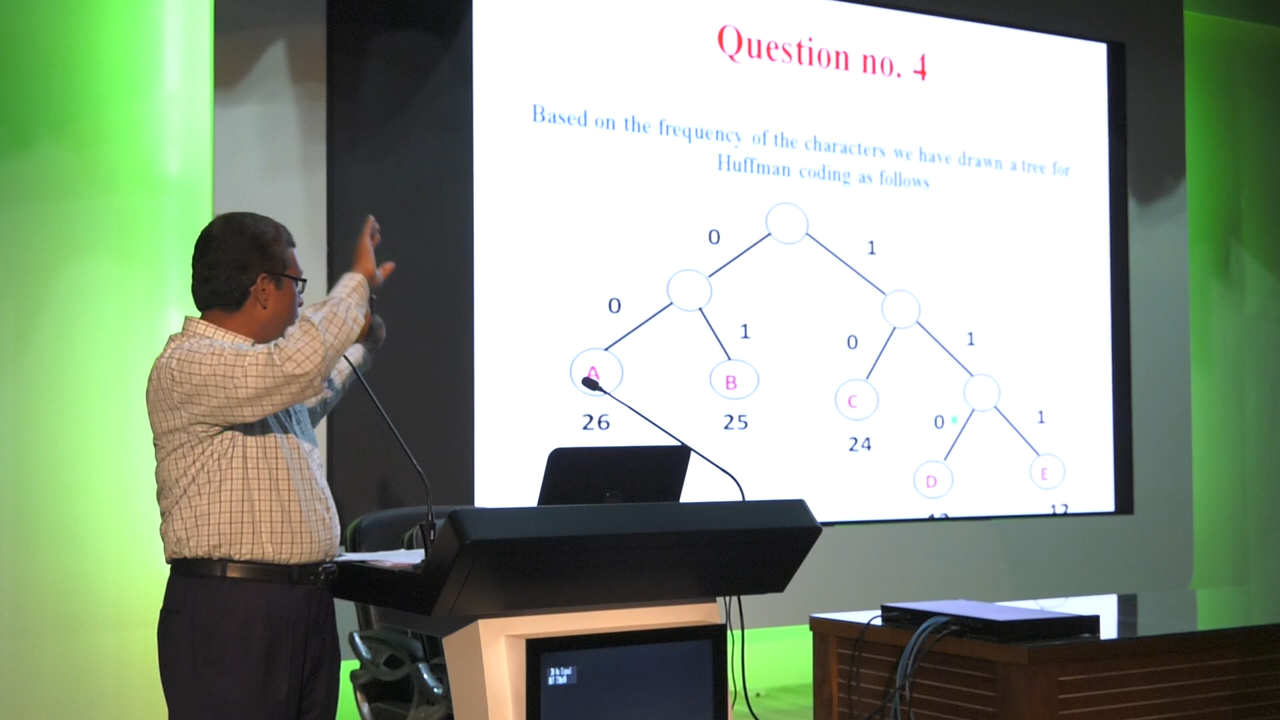 Question no. 4
Based on the frequency of the characters we have drawn a tree for
Huffman coding as follows
0 1
0 1 0 1
A B C
26 25 24
0 1
D E